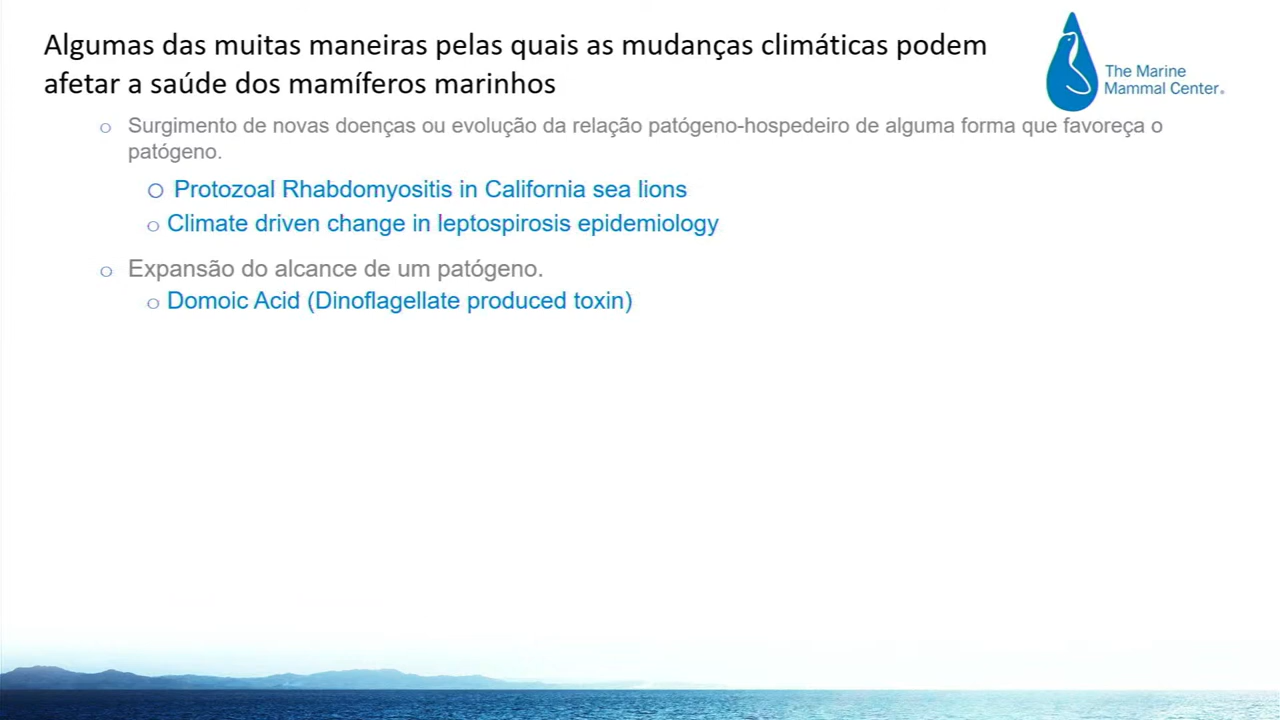 Algumas das muitas maneiras pelas quais as mudanças climáticas podem
afetar a saúde dos mamíferos marinhos
The Marine
Mammal Center®
Surgimento de novas doenças ou evolução da relação patógeno-hospedeiro de alguma forma que favoreça o
patógeno.
Protozoal Rhabdomyositis in California sea lions
Climate driven change in leptospirosis epidemiology
Expansão do alcance de um patógeno.
Domoic Acid (Dinoflagellate produced toxin)